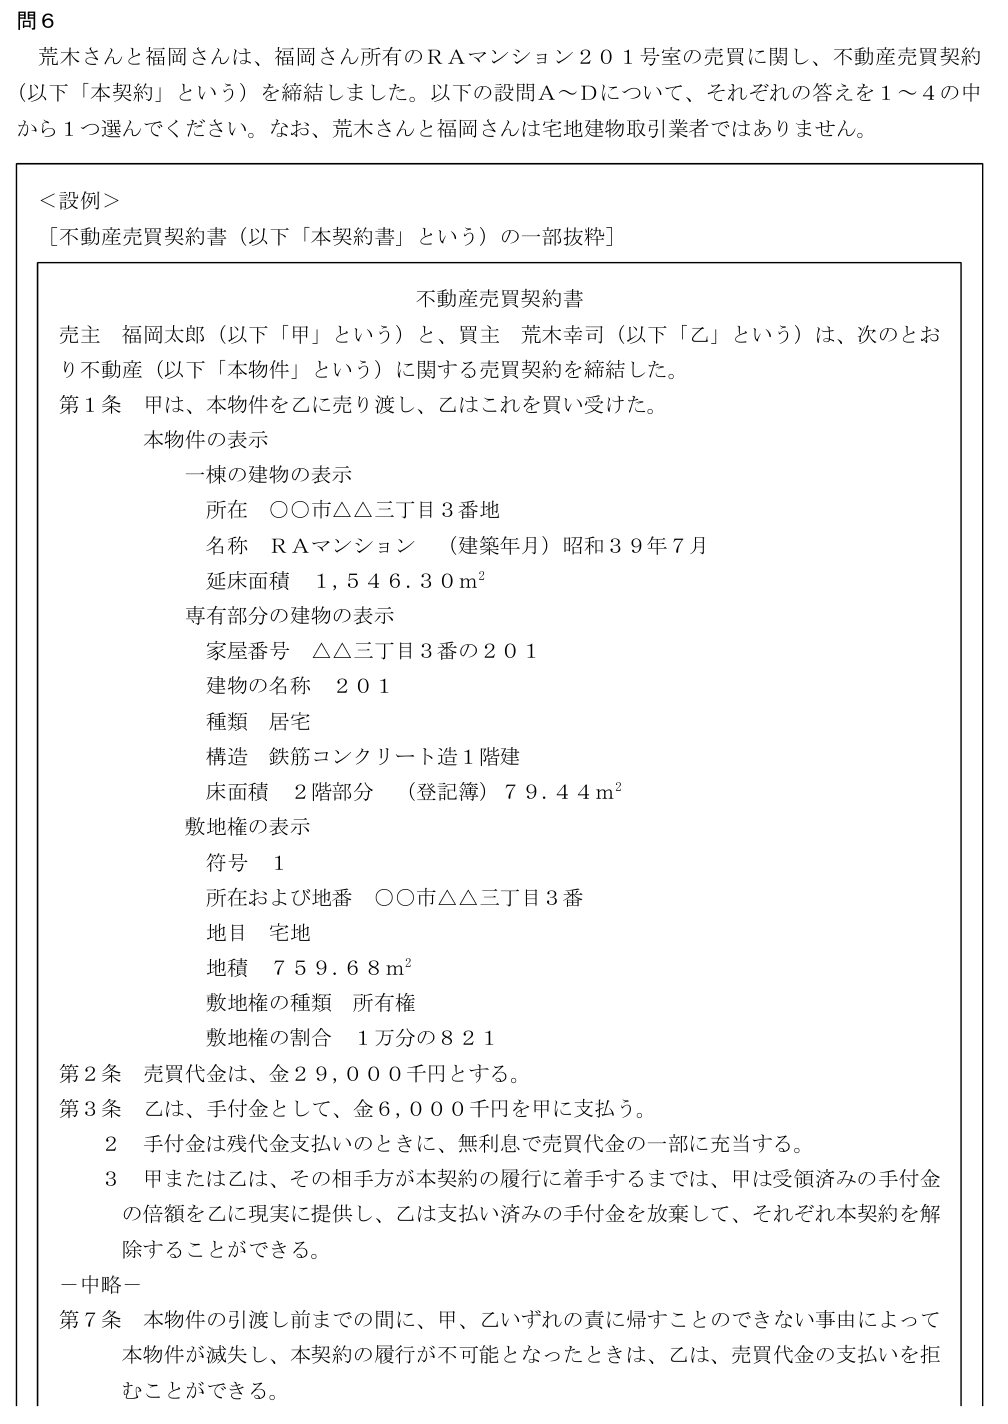 問６
荒木さんと福岡さんは、福岡さん所有のＲＡマンション２０１号室の売買に関し、不動産売買契約
（以下「本契約」という）を締結しました。以下の設問Ａ～Ｄについて、それぞれの答えを１～４の中
から１つ選んでください。なお、荒木さんと福岡さんは宅地建物取引業者ではありません。
＜設例＞
［不動産売買契約書（以下「本契約書」という）の一部抜粋］
不動産売買契約書
売主　福岡太郎（以下「甲」という）と、買主　荒木幸司（以下「乙」という）は、次のとお
り不動産（以下「本物件」という）に関する売買契約を締結した。
第１条　甲は、本物件を乙に売り渡し、乙はこれを買い受けた。
本物件の表示
一棟の建物の表示
所在　○○市△△三丁目３番地
名称　ＲＡマンション　（建築年月）昭和３９年７月
延床面積　１,５４６.３０m²
専有部分の建物の表示
家屋番号　△△三丁目３番の２０１
建物の名称　２０１
種類　居宅
構造　鉄筋コンクリート造１階建
床面積　２階部分　（登記簿）７９.４４m²
敷地権の表示
符号　１
所在および地番　○○市△△三丁目３番
地目　宅地
地積　７５９.６８m²
敷地権の種類　所有権
敷地権の割合　１万分の８２１
第２条　売買代金は、金２９,０００千円とする。
第３条　乙は、手付金として、金６,０００千円を甲に支払う。
２　手付金は残代金支払いのときに、無利息で売買代金の一部に充当する。
３　甲または乙は、その相手方が本契約の履行に着手するまでは、甲は受領済みの手付金
の倍額を乙に現実に提供し、乙は支払い済みの手付金を放棄して、それぞれ本契約を解
除することができる。
－中略－
第７条　本物件の引渡し前までの間に、甲、乙いずれの責に帰すことのできない事由によって
本物件が滅失し、本契約の履行が不可能となったときは、乙は、売買代金の支払いを拒
むことができる。